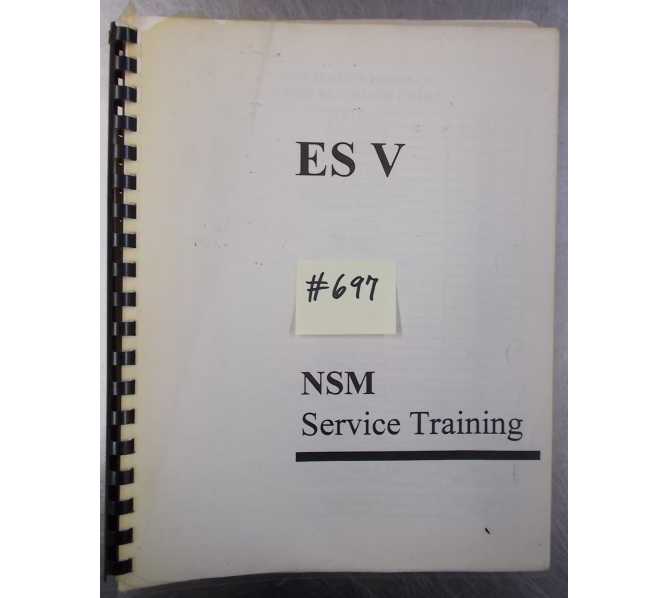 ES V
#697
NSM
Service Training